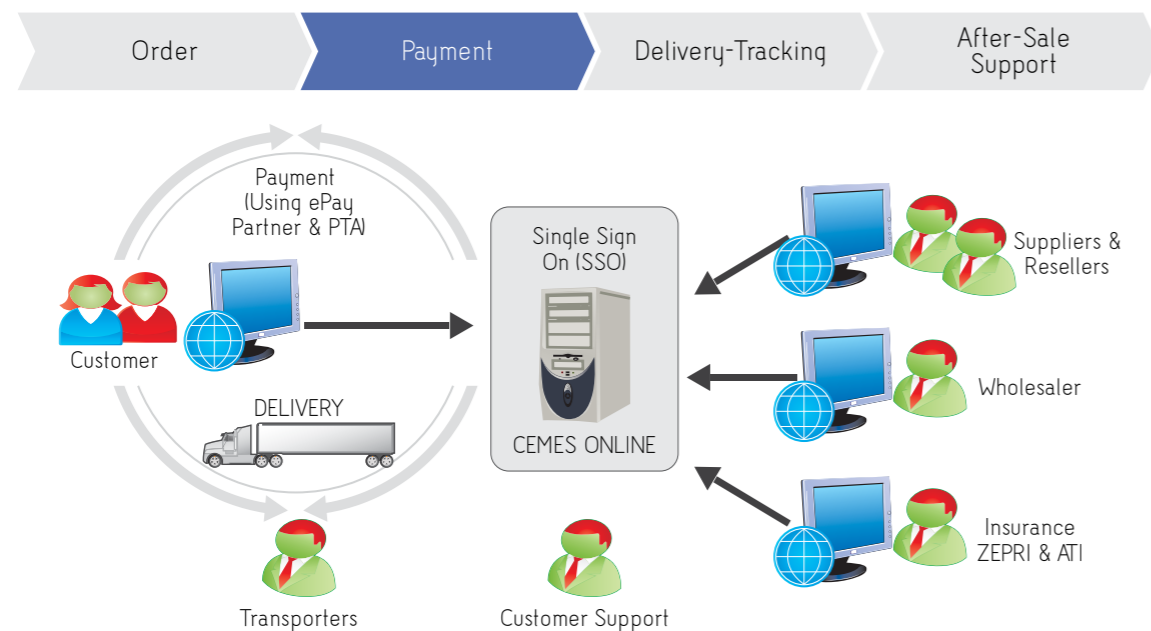 Order
Payment
Delivery-Tracking
After-Sale
Support
Payment
(Using ePay
Partner & PTA)
Single Sign
On (SSO)
Suppliers &
Resellers
Customer
Wholesaler
DELIVERY
CEMES ONLINE
Insurance
ZEPRI & ATI
Transporters
Customer Support